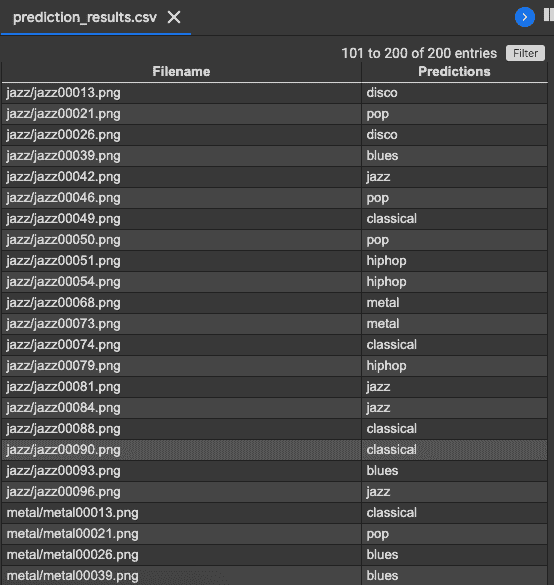 prediction_results.csv
101 to 200 of 200 entries Filter
Filename Predictions
jazz/jazz00013.png disco
jazz/jazz00021.png pop
jazz/jazz00026.png disco
jazz/jazz00039.png blues
jazz/jazz00042.png jazz
jazz/jazz00046.png pop
jazz/jazz00049.png classical
jazz/jazz00050.png pop
jazz/jazz00051.png hiphop
jazz/jazz00054.png hiphop
jazz/jazz00068.png metal
jazz/jazz00073.png metal
jazz/jazz00074.png classical
jazz/jazz00079.png hiphop
jazz/jazz00081.png jazz
jazz/jazz00084.png jazz
jazz/jazz00088.png classical
jazz/jazz00090.png classical
jazz/jazz00093.png blues
jazz/jazz00096.png jazz
metal/metal00013.png classical
metal/metal00021.png pop
metal/metal00026.png blues
metal/metal00039.png blues